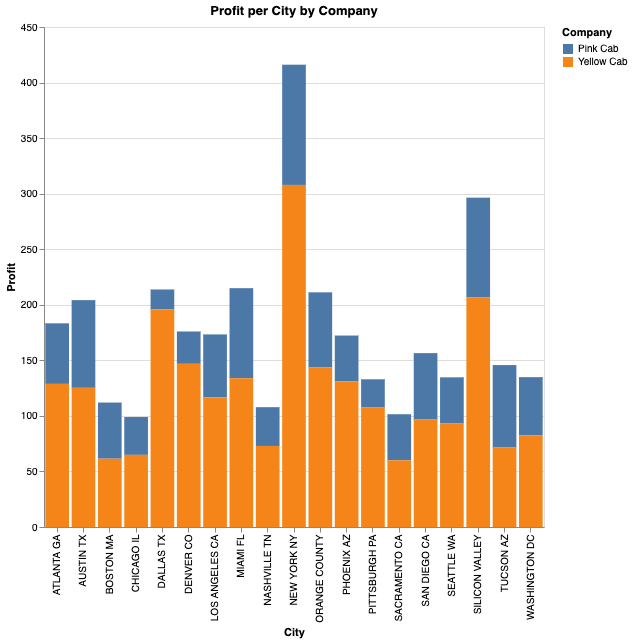 Profit per City by Company
Company
Pink Cab
Yellow Cab
450
400
350
300
250
200
150
100
50
0
Profit
ATLANTA GA
AUSTIN TX
BOSTON MA
CHICAGO IL
DALLAS TX
DENVER CO
LOS ANGELES CA
MIAMI FL
NASHVILLE TN
NEW YORK NY
ORANGE COUNTY
PHOENIX AZ
PITTSBURGH PA
SACRAMENTO CA
SAN DIEGO CA
SEATTLE WA
SILICON VALLEY
TUCSON AZ
WASHINGTON DC
City